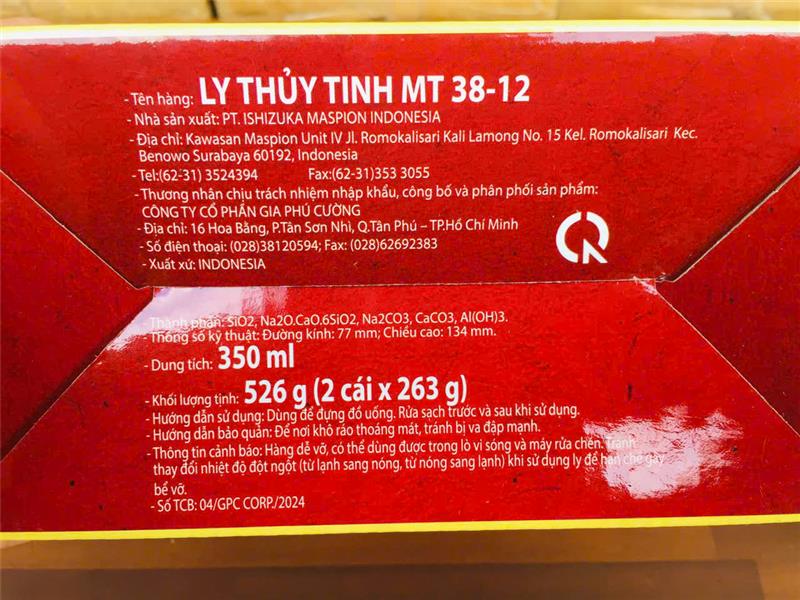 - Tên hàng: LY THỦY TINH MT 38-12
- Nhà sản xuất: PT. ISHIZUKA MASPION INDONESIA
- Địa chỉ: Kawasan Maspion Unit IV Jl. Romokalisari Kali Lamong No. 15 Kel. Romokalisari Kec.
Benowo Surabaya 60192, Indonesia
- Tel:(62-31) 3524394 Fax:(62-31)353 3055
- Thương nhân chịu trách nhiệm nhập khẩu, công bố và phân phối sản phẩm:
CÔNG TY CỔ PHẦN GIA PHÚ CƯỜNG
- Địa chỉ: 16 Hoa Bằng, P.Tân Sơn Nhì, Q.Tân Phú – TP.Hồ Chí Minh
- Số điện thoại: (028)38120594; Fax: (028)62692383
- Xuất xứ: INDONESIA
- Thành phần: SiO2, Na2O.CaO.6SiO2, Na2CO3, CaCO3, Al(OH)3.
Thông số kỹ thuật: Đường kính: 77 mm; Chiều cao: 134 mm.
- Dung tích: 350 ml
- Khối lượng tịnh: 526 g (2 cái x 263 g)
- Hướng dẫn sử dụng: Dùng để đựng đồ uống. Rửa sạch trước và sau khi sử dụng.
- Hướng dẫn bảo quản: Để nơi khô ráo thoáng mát, tránh bị va đập mạnh.
- Thông tin cảnh báo: Hàng dễ vỡ, có thể dùng được trong lò vi sóng và máy rửa chén. Tránh
thay đổi nhiệt độ đột ngột (từ lạnh sang nóng, từ nóng sang lạnh) khi sử dụng ly để hạn chế gây
bể vỡ.
- Số TCB: 04/GPC CORP./2024